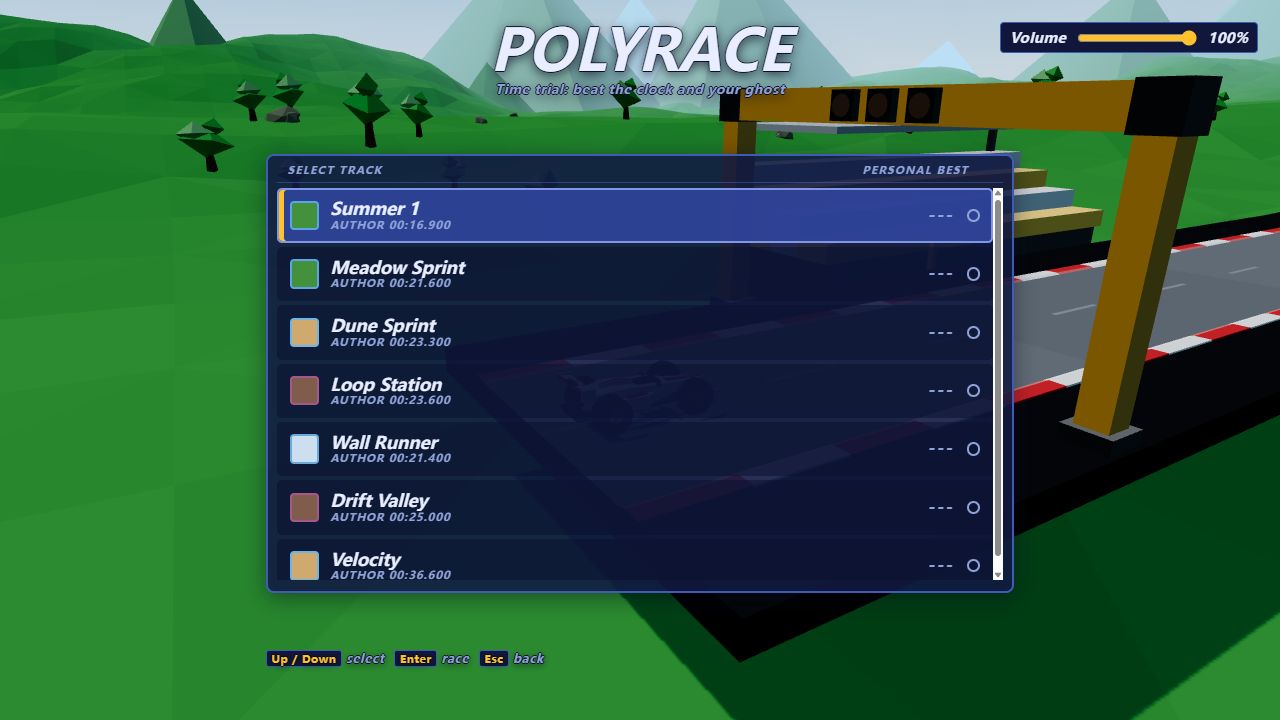 POLYRACE
Time trial: beat the clock and your ghost
Volume 100%
SELECT TRACK PERSONAL BEST
Summer 1
AUTHOR 00:16.900
---
Meadow Sprint
AUTHOR 00:21.600
---
Dune Sprint
AUTHOR 00:23.300
---
Loop Station
AUTHOR 00:23.600
---
Wall Runner
AUTHOR 00:21.400
---
Drift Valley
AUTHOR 00:25.000
---
Velocity
AUTHOR 00:36.600
---
Up / Down select Enter race Esc back